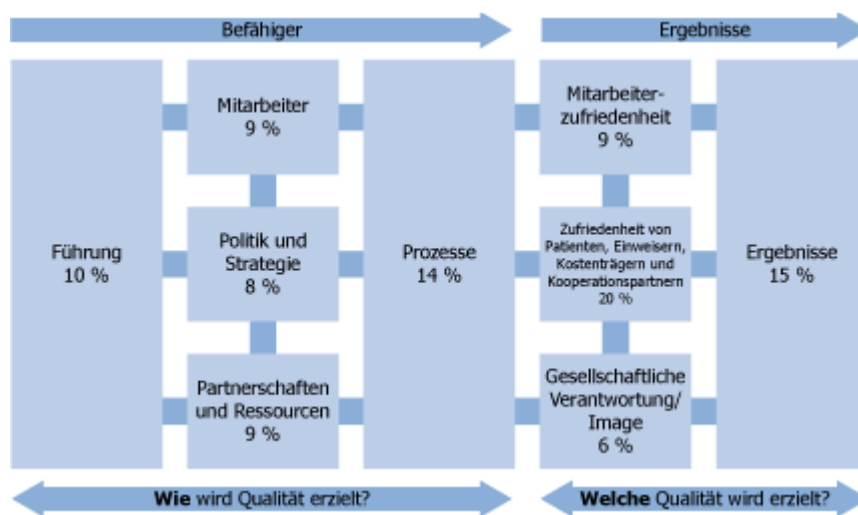 Befähiger
Ergebnisse
Führung
10 %
Mitarbeiter
9 %
Politik und
Strategie
8 %
Partnerschaften
und Ressourcen
9 %
Prozesse
14 %
Mitarbeiter-
zufriedenheit
9 %
Zufriedenheit von
Patienten, Einweisern,
Kostenträgern und
Kooperationspartnern
20 %
Gesellschaftliche
Verantwortung/
Image
6 %
Ergebnisse
15 %
Wie wird Qualität erzielt?
Welche Qualität wird erzielt?